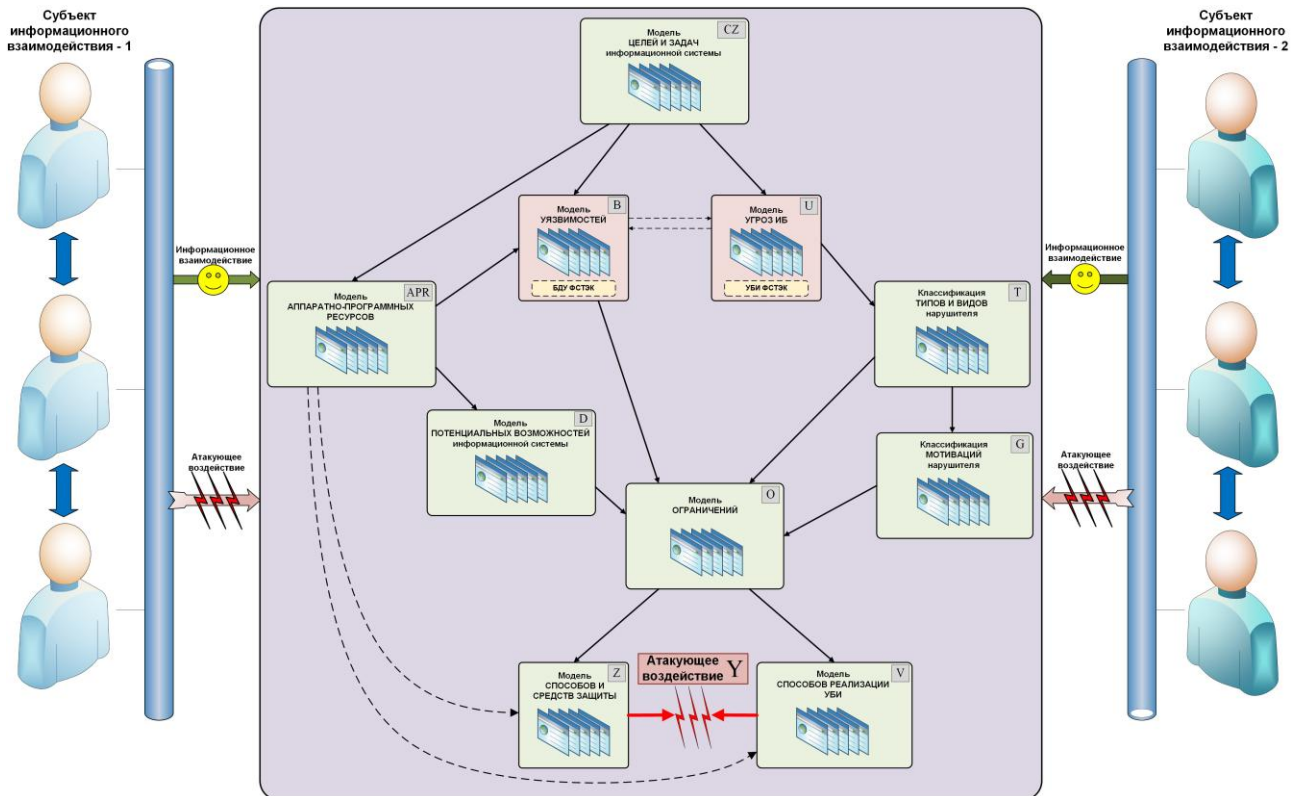 Субъект
информационного
взаимодействия - 1
Субъект
информационного
взаимодействия - 2
Модель
ЦЕЛЕЙ И ЗАДАЧ
информационной системы
CZ
Модель
УЯЗВИМОСТЕЙ
B
БДУ ФСТЭК
Модель
УГРОЗ ИБ
U
УБИ ФСТЭК
Информационное
взаимодействие
Информационное
взаимодействие
Модель
АППАРАТНО-ПРОГРАММНЫХ
РЕСУРСОВ
APR
Классификация
ТИПОВ И ВИДОВ
нарушителя
T
Модель
ПОТЕНЦИАЛЬНЫХ ВОЗМОЖНОСТЕЙ
информационной системы
D
Классификация
МОТИВАЦИЙ
нарушителя
G
Атакующее
воздействие
Атакующее
воздействие
Модель
ОГРАНИЧЕНИЙ
O
Модель
СПОСОБОВ И
СРЕДСТВ ЗАЩИТЫ
Z
Атакующее
воздействие Y
Модель
СПОСОБОВ РЕАЛИЗАЦИИ
УБИ
V